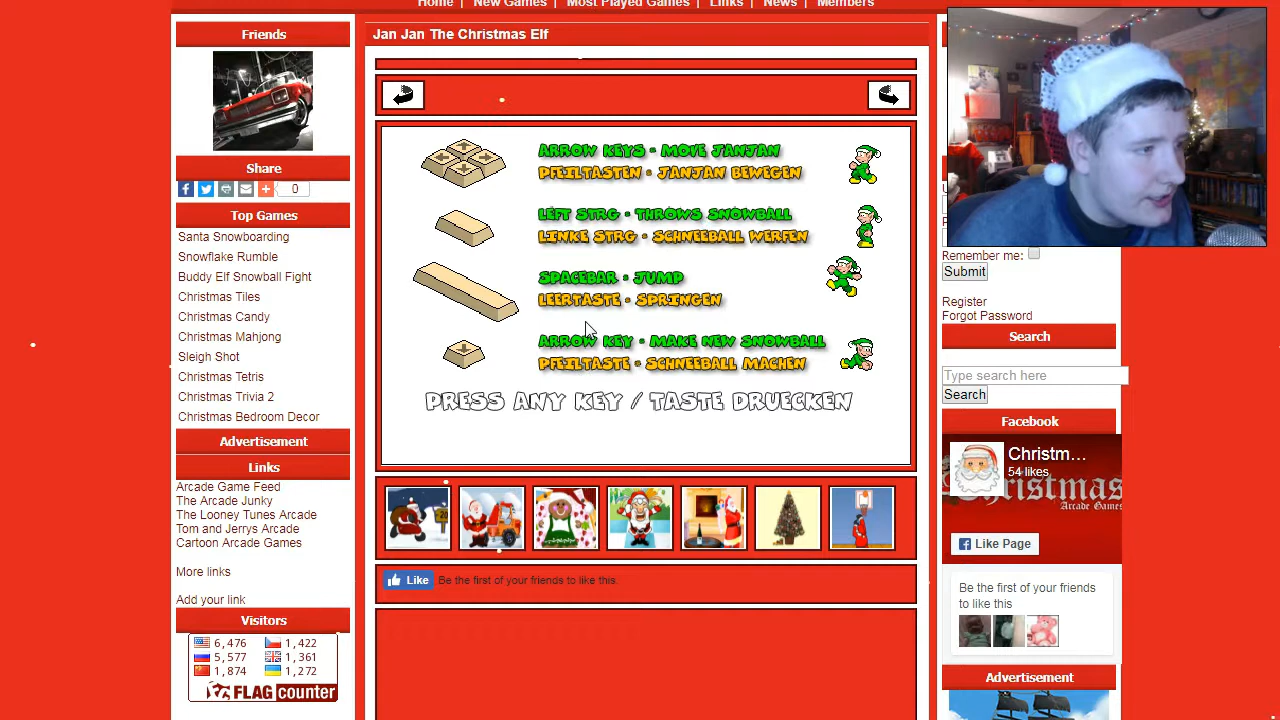 Home | New Games | Most Played Games | Links | News | Members
Friends
Share
0
Top Games
Santa Snowboarding
Snowflake Rumble
Buddy Elf Snowball Fight
Christmas Tiles
Christmas Candy
Christmas Mahjong
Sleigh Shot
Christmas Tetris
Christmas Trivia 2
Christmas Bedroom Decor
Advertisement
Links
Arcade Game Feed
The Arcade Junky
The Looney Tunes Arcade
Tom and Jerrys Arcade
Cartoon Arcade Games
More links
Add your link
Visitors
6,476 1,422
5,577 1,361
1,874 1,272
FLAG counter
Jan Jan The Christmas Elf
ARROW KEYS - MOVE JANJAN
PFEILTASTEN - JANJAN BEWEGEN
LEFT STRG - THROWS SNOWBALL
LINKE STRG - SCHNEEBALL WERFEN
SPACEBAR - JUMP
LEERTASTE - SPRINGEN
ARROW KEY - MAKE NEW SNOWBALL
PFEILTASTE - SCHNEEBALL MACHEN
PRESS ANY KEY / TASTE DRUECKEN
Like Be the first of your friends to like this.
Remember me:
Submit
Register
Forgot Password
Search
Type search here
Search
Facebook
Christm...
54 likes
Christmas
Arcade Games
Like Page
Be the first of your friends
to like this
Advertisement